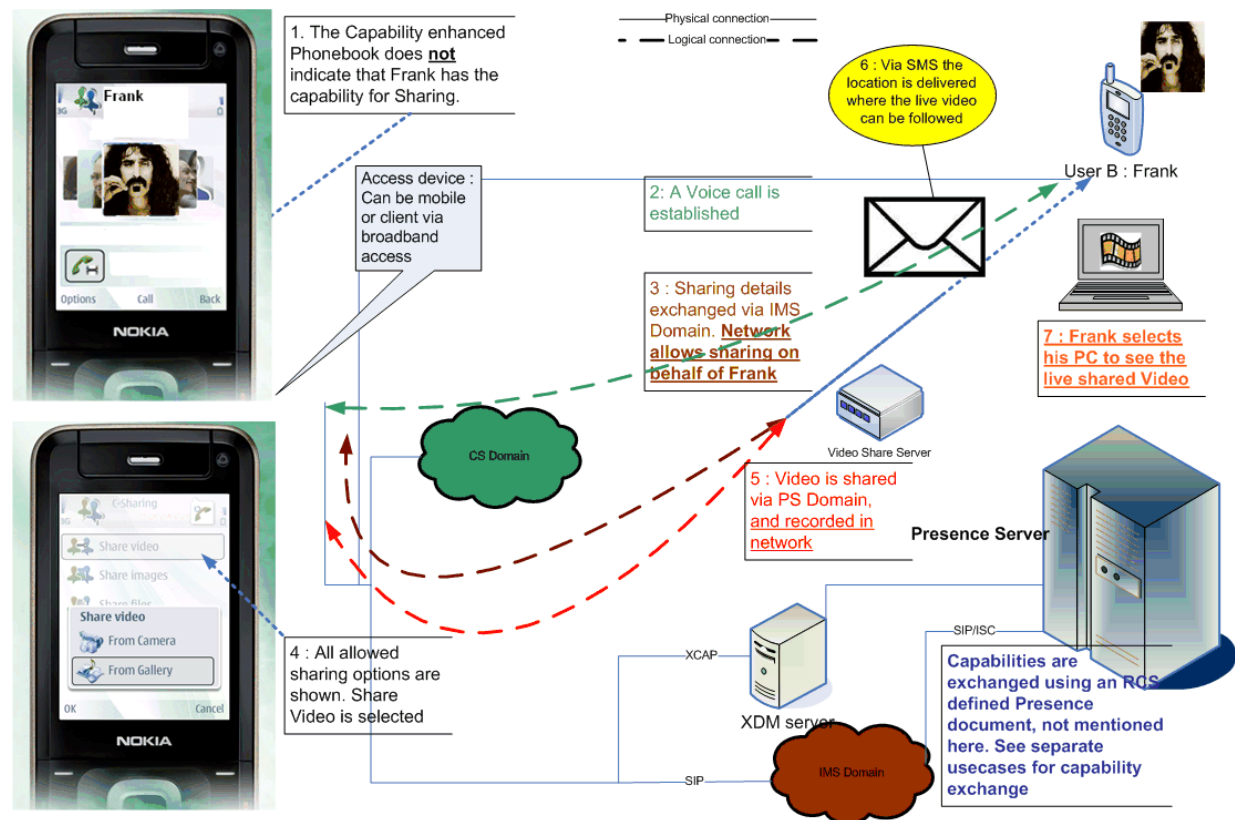 Frank
3G
Options Call Back
NOKIA
1. The Capability enhanced
Phonebook does not
indicate that Frank has the
capability for Sharing.
Physical connection
Logical connection
Access device :
Can be mobile
or client via
broadband
access
2: A Voice call is
established
6 : Via SMS the
location is delivered
where the live video
can be followed
User B : Frank
3 : Sharing details
exchanged via IMS
Domain. Network
allows sharing on
behalf of Frank
7 : Frank selects
his PC to see the
live shared Video
CS Domain
Video Share Server
5 : Video is shared
via PS Domain,
and recorded in
network
Presence Server
C-Sharing
3G
Share video
Share images
Share files
Share video
From Camera
From Gallery
OK Cancel
NOKIA
4 : All allowed
sharing options are
shown. Share
Video is selected
XCAP
XDM server
SIP
IMS Domain
SIP/ISC
Capabilities are
exchanged using an RCS
defined Presence
document, not mentioned
here. See separate
usecases for capability
exchange